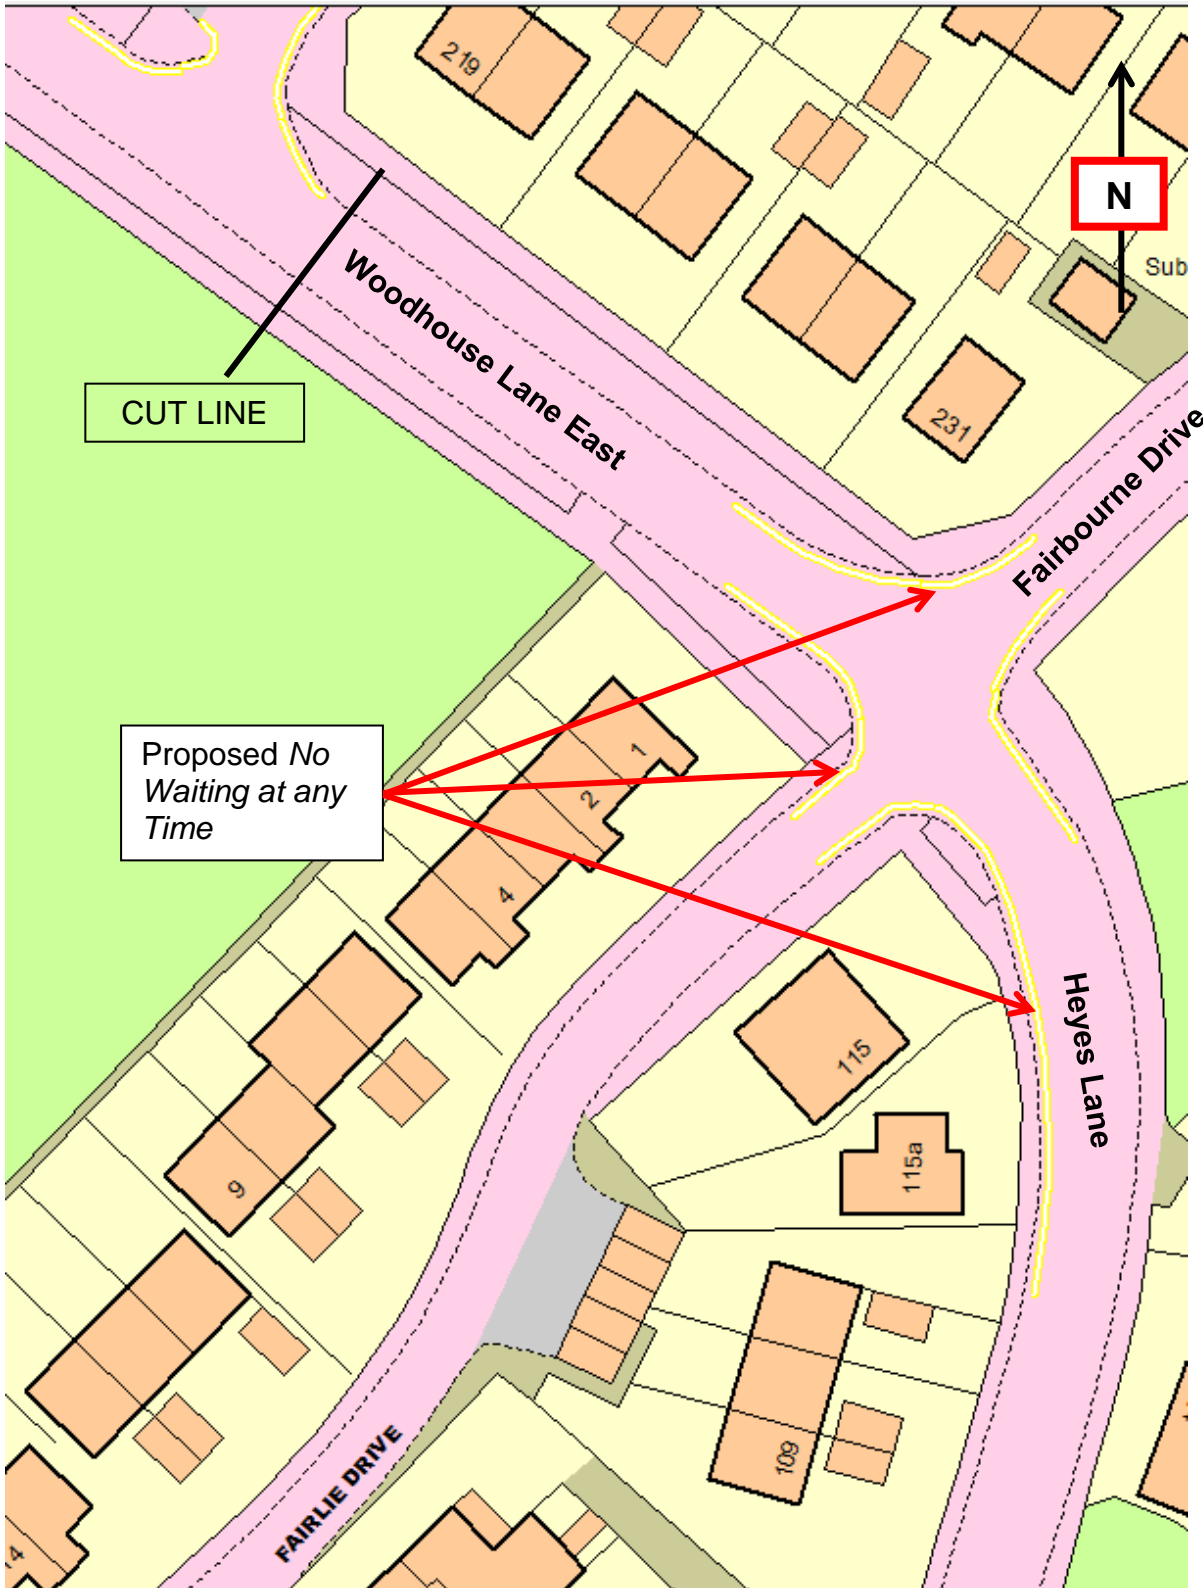 219
N
Sub
Woodhouse Lane East
CUT LINE
231
Fairbourne Drive
Proposed No
Waiting at any
Time
1
2
4
115
Heyes Lane
115a
9
109
FAIRLIE DRIVE
14